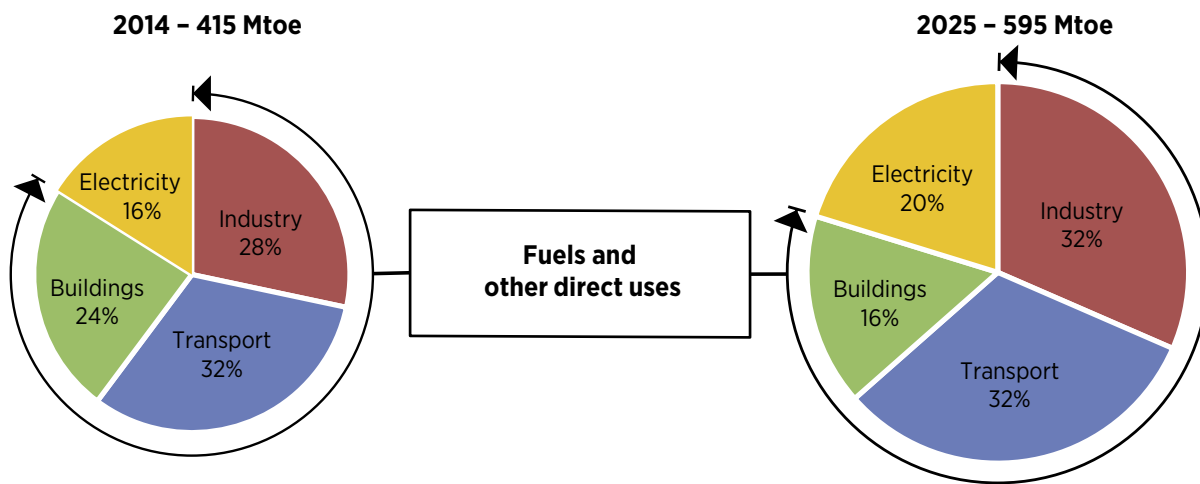 2014 – 415 Mtoe
Electricity
16%
Industry
28%
Buildings
24%
Transport
32%
Fuels and
other direct uses
2025 – 595 Mtoe
Electricity
20%
Industry
32%
Buildings
16%
Transport
32%